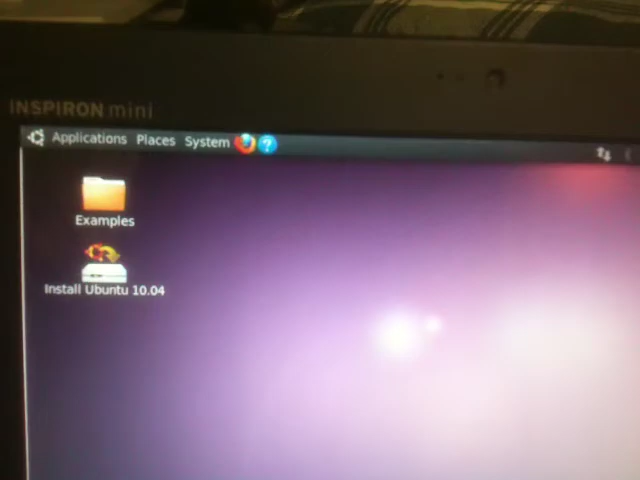 INSPIRON mini
Applications Places System
Examples
Install Ubuntu 10.04